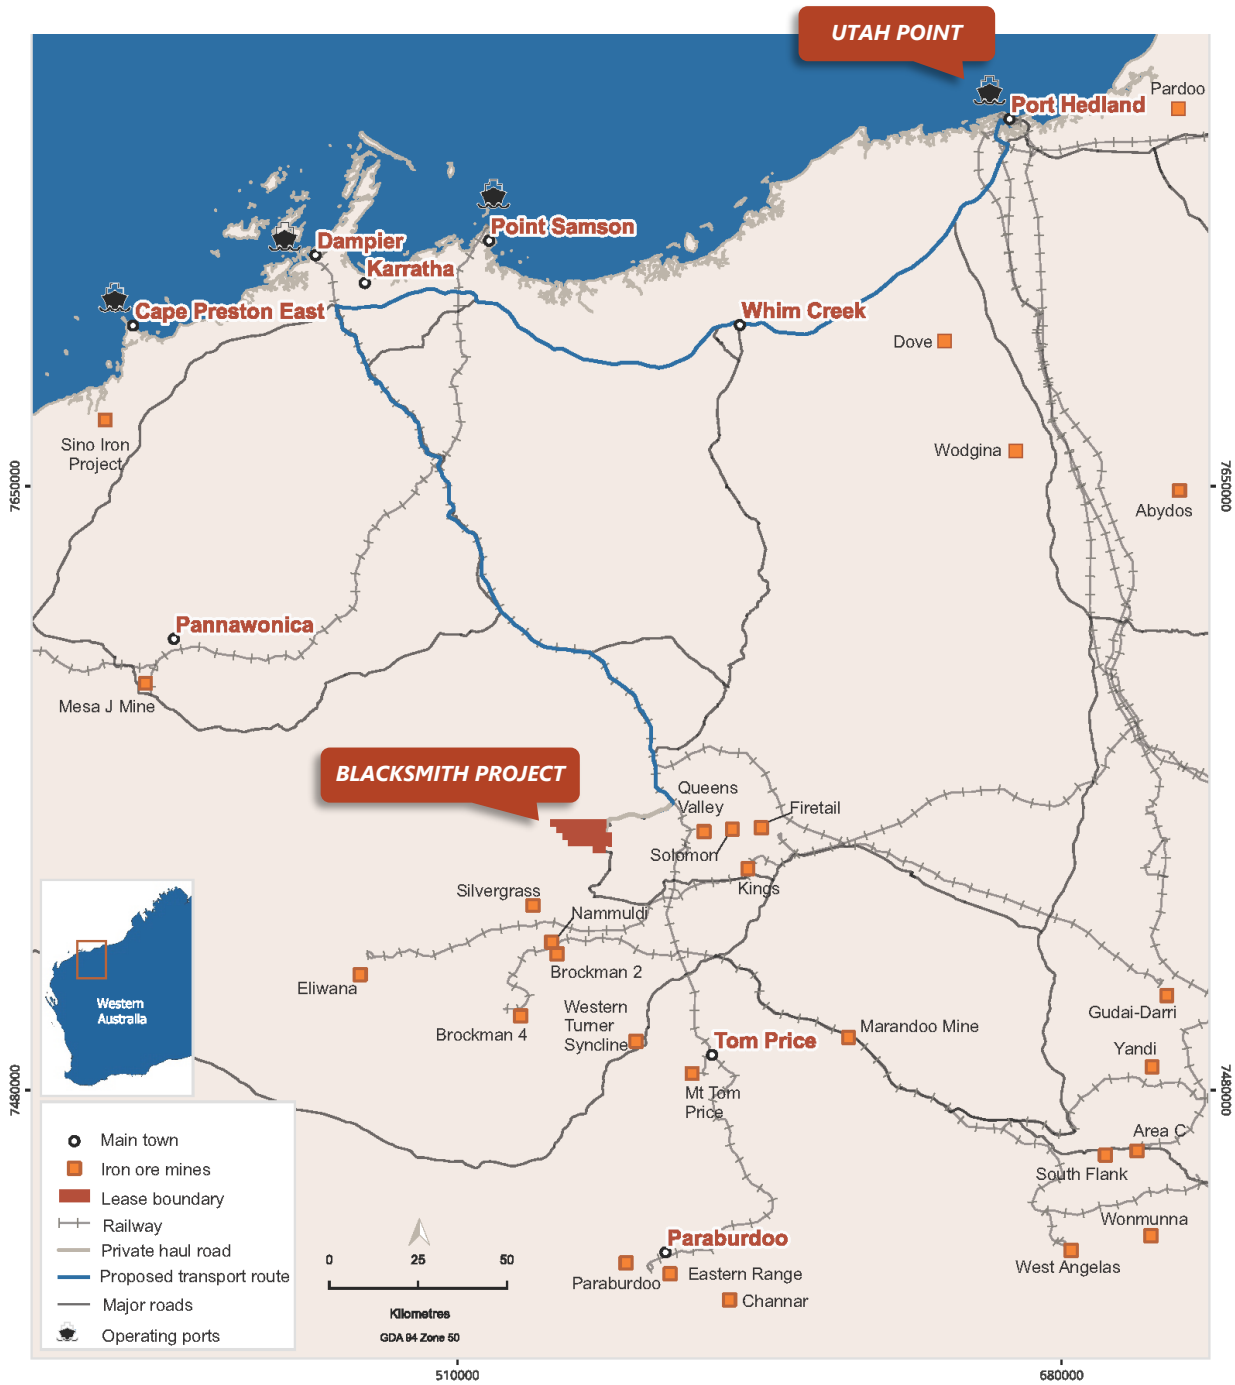 UTAH POINT
Pardoo
Port Hedland
Point Samson
Dampier
Karratha
Cape Preston East
Whim Creek
Dove
Sino Iron
Project
Wodgina
7650000
7650000
Abydos
Pannawonica
Mesa J Mine
BLACKSMITH PROJECT
Queens
Valley
Firetail
Solomon
Kings
Silvergrass
Nammuldi
Brockman 2
Eliwana
Western
Turner
Syncline
Brockman 4
Gudai-Darri
Marandoo Mine
Tom Price
Yandi
Mt Tom
Price
7480000
7480000
Area C
South Flank
Wonmunna
West Angelas
Paraburdoo
Paraburdoo
Eastern Range
Channar
Western
Australia
Main town
Iron ore mines
Lease boundary
Railway
Private haul road
Proposed transport route
Major roads
Operating ports
0 25 50
Kilometres
GDA 94 Zone 50
510000
680000